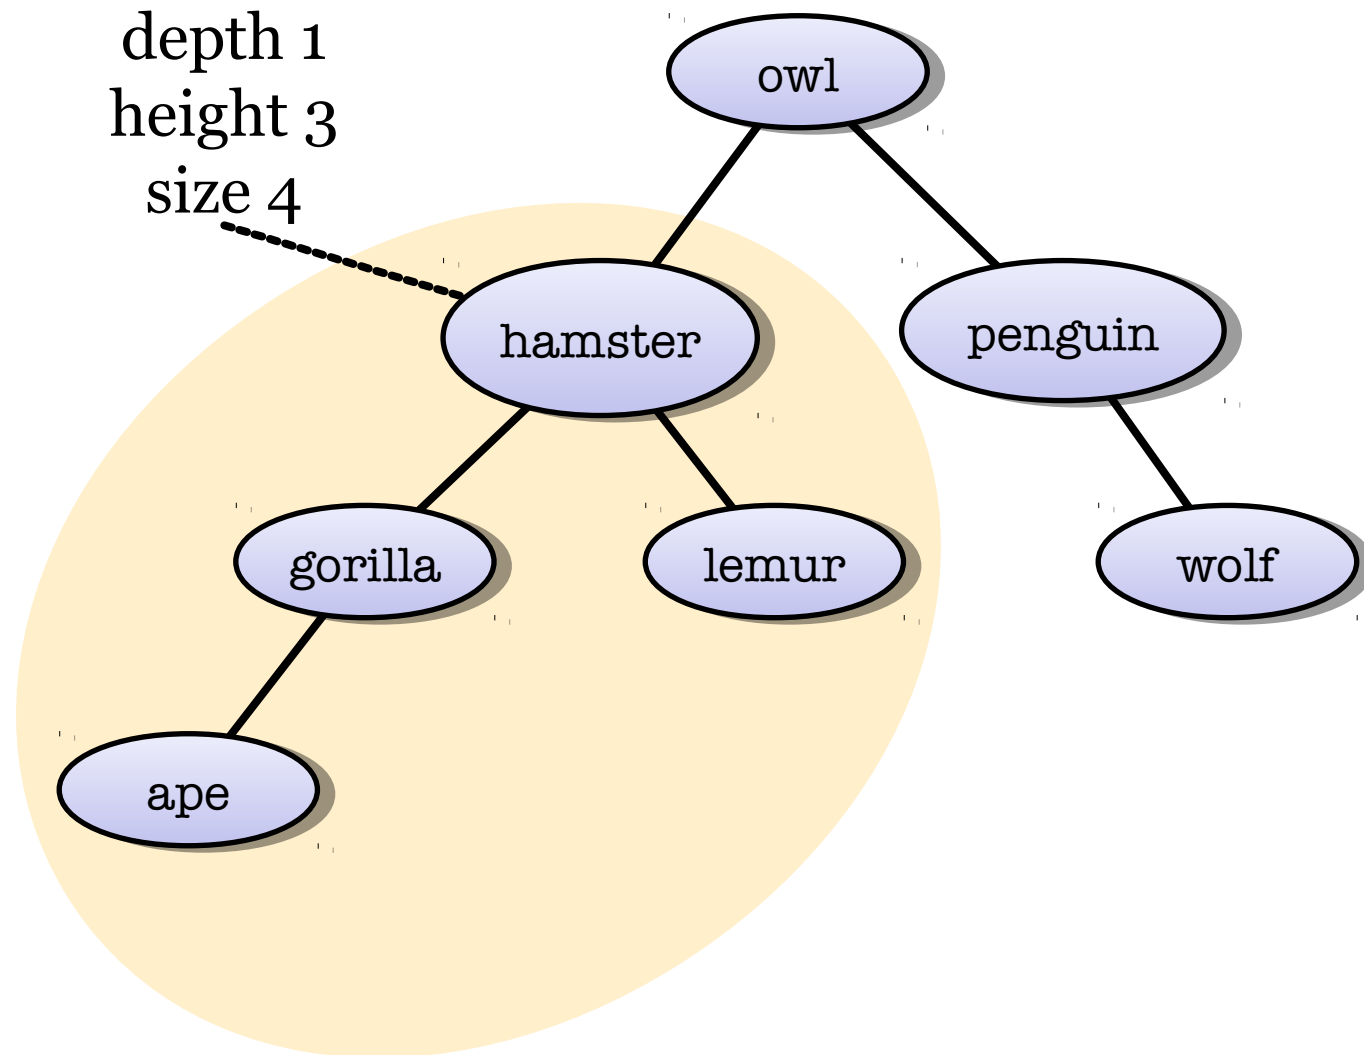 depth 1
height 3
size 4
owl
hamster
penguin
gorilla
lemur
wolf
ape